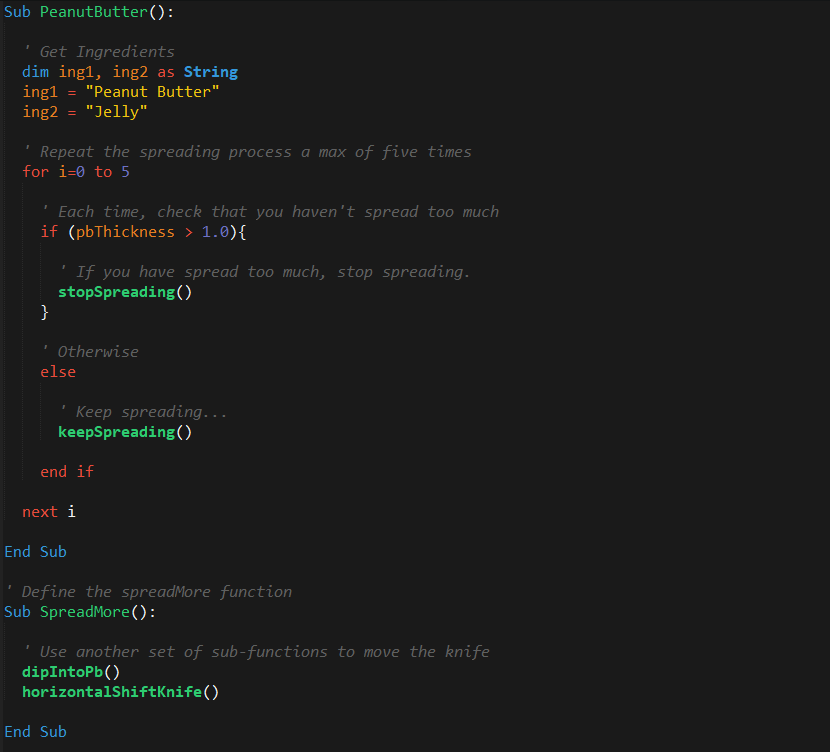 Sub PeanutButter():
' Get Ingredients
dim ing1, ing2 as String
ing1 = "Peanut Butter"
ing2 = "Jelly"
' Repeat the spreading process a max of five times
for i=0 to 5
' Each time, check that you haven't spread too much
if (pbThickness > 1.0){
' If you have spread too much, stop spreading.
stopSpreading()
}
' Otherwise
else
' Keep spreading...
keepSpreading()
end if
next i
End Sub
' Define the spreadMore function
Sub SpreadMore():
' Use another set of sub-functions to move the knife
dipIntoPb()
horizontalShiftKnife()
End Sub